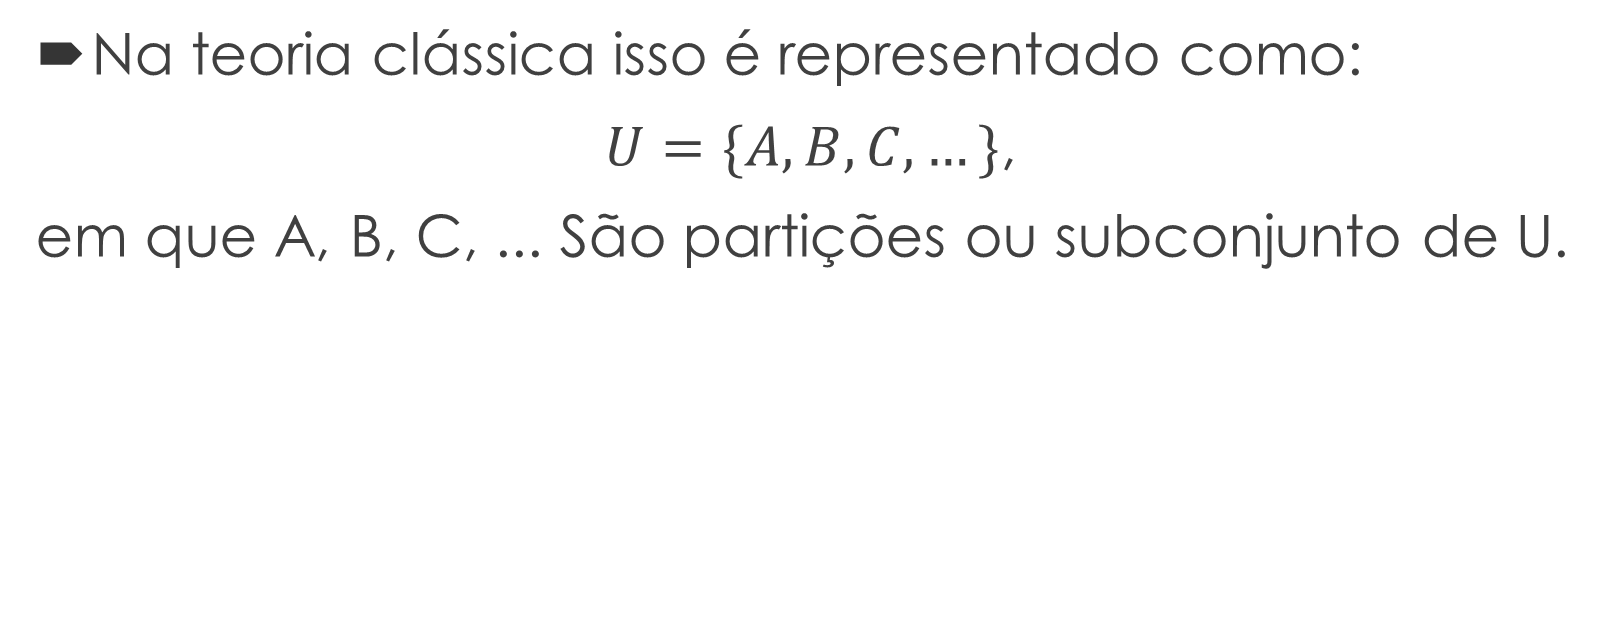 Na teoria clássica isso é representado como:
𝑈 = {𝐴, 𝐵, 𝐶, … },
em que A, B, C, ... São partições ou subconjunto de U.